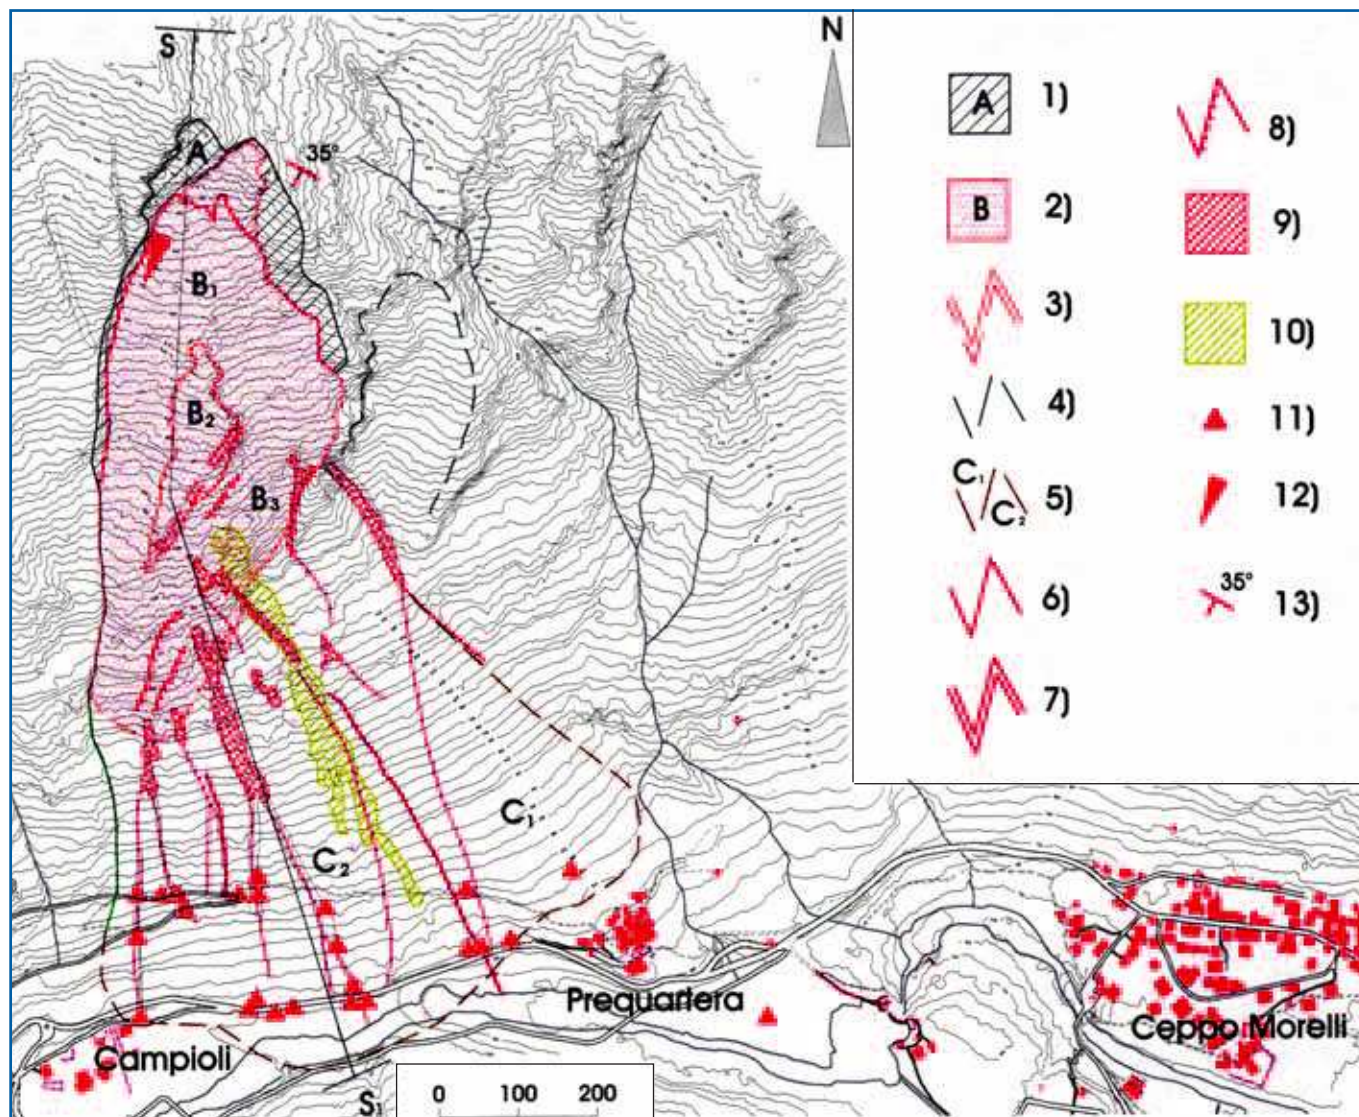 S
N
A
35°
B1
B2
B3
C1
C2
Prequartera
Campioli
Ceppo Morelli
S1
0 100 200
A 1)
B 2)
3)
4)
C1 C2 5)
6)
7)
8)
9)
10)
11)
12)
35° 13)